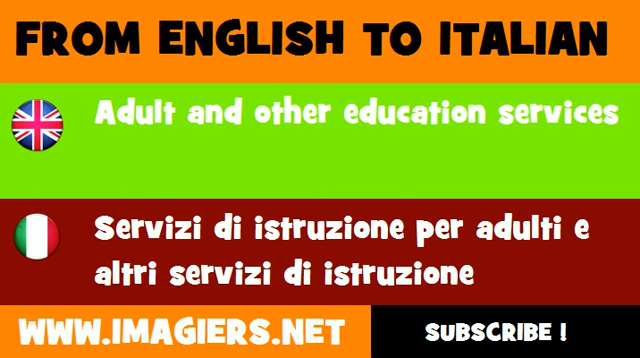 FROM ENGLISH TO ITALIAN
Adult and other education services
Servizi di istruzione per adulti e
altri servizi di istruzione
WWW.IMAGIERS.NET
SUBSCRIBE !